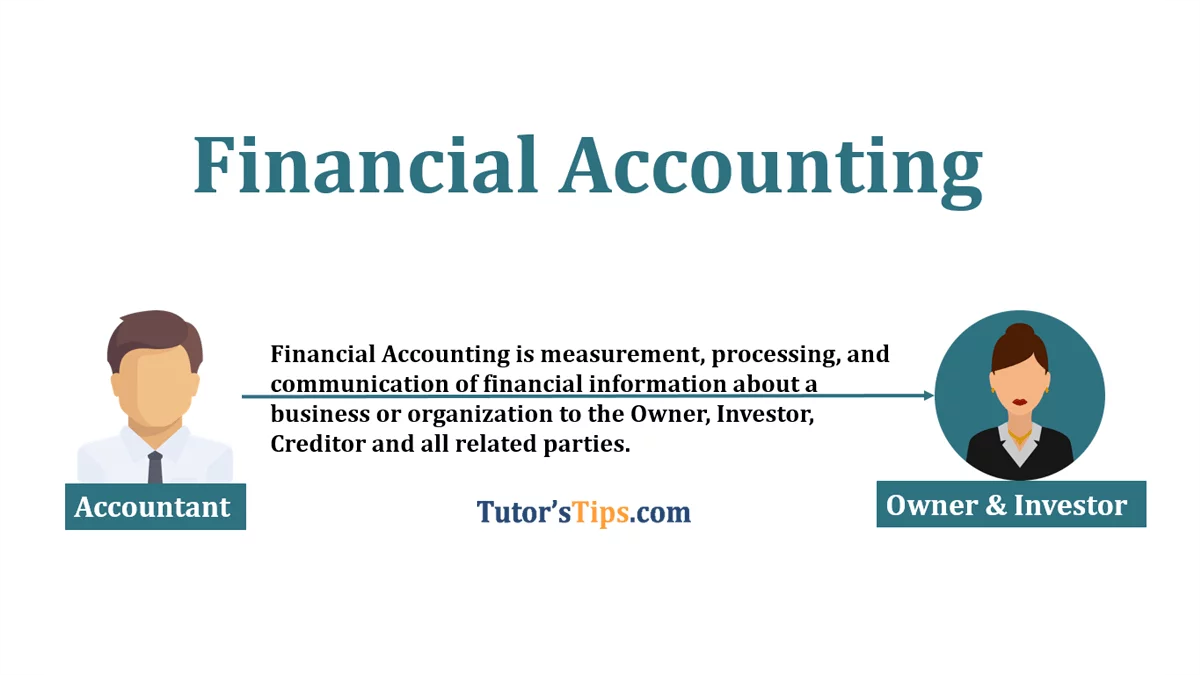 Financial Accounting
Financial Accounting is measurement, processing, and
communication of financial information about a
business or organization to the Owner, Investor,
Creditor and all related parties.
Accountant
Tutor’sTips.com
Owner & Investor